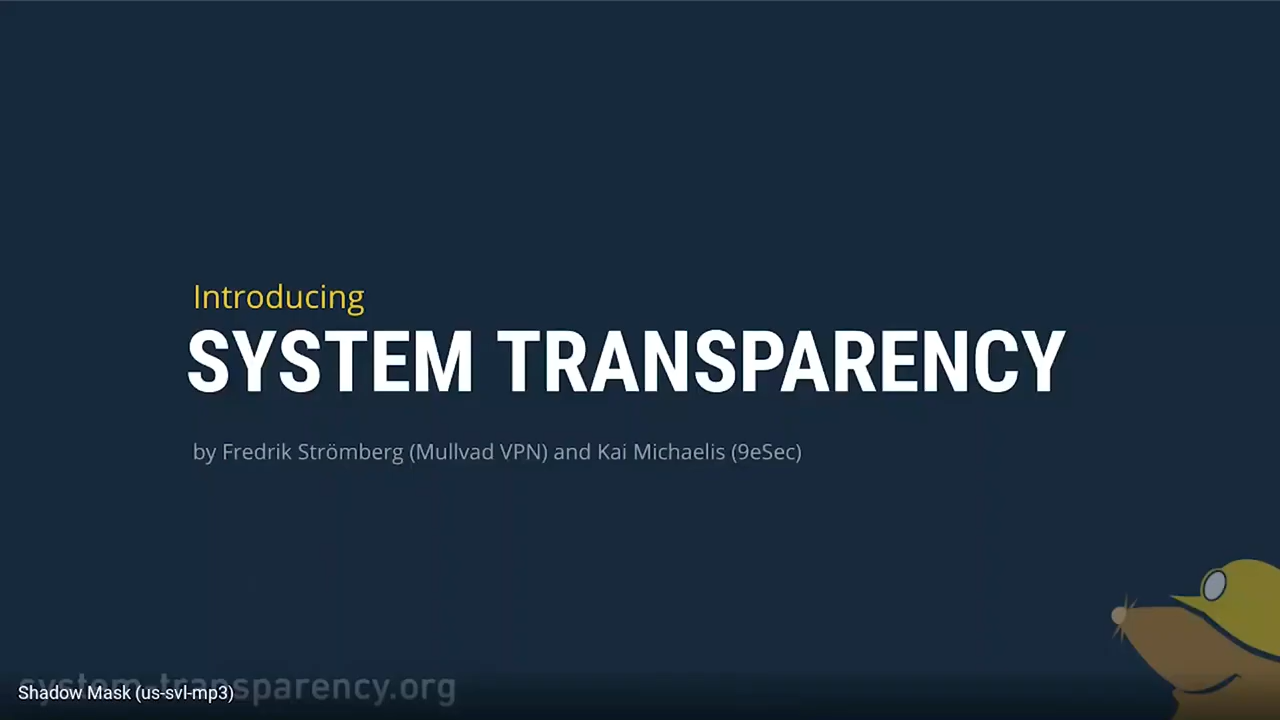 Introducing
SYSTEM TRANSPARENCY
by Fredrik Strömberg (Mullvad VPN) and Kai Michaelis (9eSec)
system-transparency.org
Shadow Mask (us-svl-mp3)